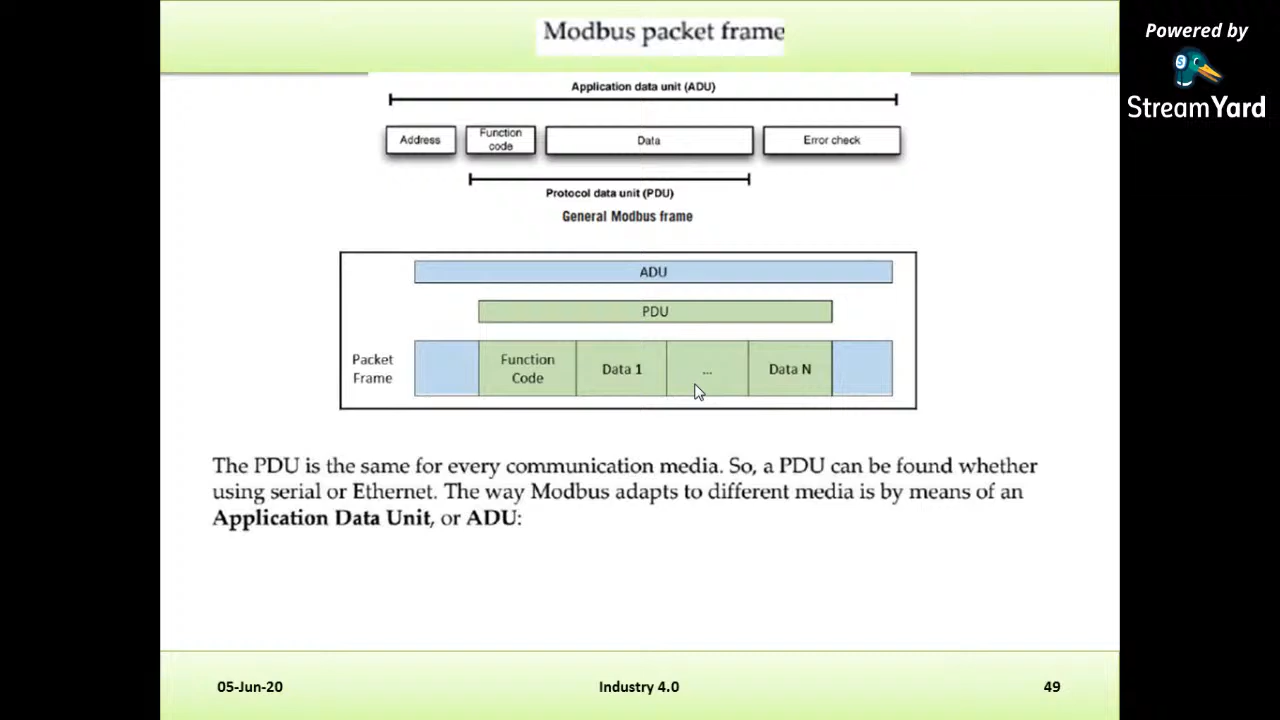 Modbus packet frame
Powered by
StreamYard
Application data unit (ADU)
Address
Function
code
Data
Error check
Protocol data unit (PDU)
General Modbus frame
ADU
PDU
Packet
Frame
Function
Code
Data 1
...
Data N
The PDU is the same for every communication media. So, a PDU can be found whether
using serial or Ethernet. The way Modbus adapts to different media is by means of an
Application Data Unit, or ADU:
05-Jun-20
Industry 4.0
49